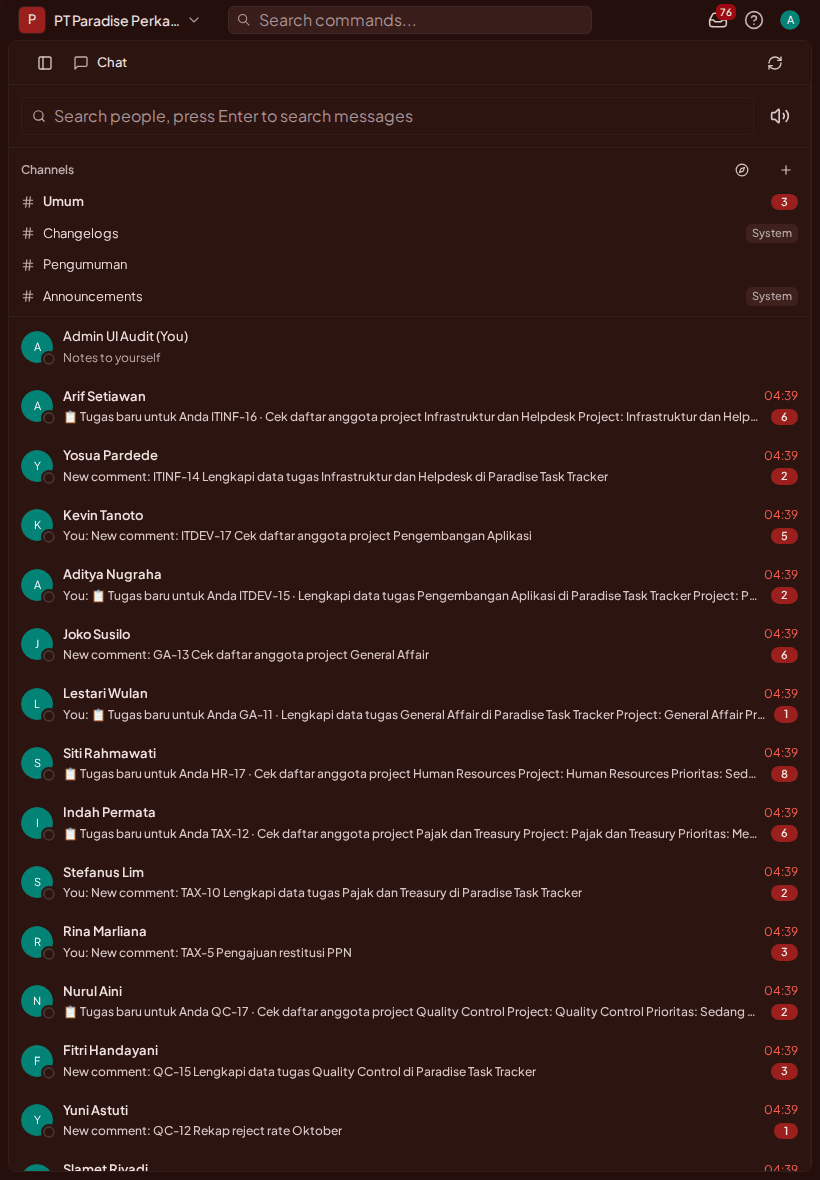 P PT Paradise Perka... Search commands... 76 A
Chat
Search people, press Enter to search messages
Channels
# Umum 3
# Changelogs System
# Pengumuman
# Announcements System
A Admin UI Audit (You)
Notes to yourself
A Arif Setiawan 04:39
📋 Tugas baru untuk Anda ITINF-16 · Cek daftar anggota project Infrastruktur dan Helpdesk Project: Infrastruktur dan Help... 6
Y Yosua Pardede 04:39
New comment: ITINF-14 Lengkapi data tugas Infrastruktur dan Helpdesk di Paradise Task Tracker 2
K Kevin Tanoto 04:39
You: New comment: ITDEV-17 Cek daftar anggota project Pengembangan Aplikasi 5
A Aditya Nugraha 04:39
You: 📋 Tugas baru untuk Anda ITDEV-15 · Lengkapi data tugas Pengembangan Aplikasi di Paradise Task Tracker Project: P... 2
J Joko Susilo 04:39
New comment: GA-13 Cek daftar anggota project General Affair 6
L Lestari Wulan 04:39
You: 📋 Tugas baru untuk Anda GA-11 · Lengkapi data tugas General Affair di Paradise Task Tracker Project: General Affair Pr... 1
S Siti Rahmawati 04:39
📋 Tugas baru untuk Anda HR-17 · Cek daftar anggota project Human Resources Project: Human Resources Prioritas: Sed... 8
I Indah Permata 04:39
📋 Tugas baru untuk Anda TAX-12 · Cek daftar anggota project Pajak dan Treasury Project: Pajak dan Treasury Prioritas: Me... 6
S Stefanus Lim 04:39
You: New comment: TAX-10 Lengkapi data tugas Pajak dan Treasury di Paradise Task Tracker 2
R Rina Marliana 04:39
You: New comment: TAX-5 Pengajuan restitusi PPN 3
N Nurul Aini 04:39
📋 Tugas baru untuk Anda QC-17 · Cek daftar anggota project Quality Control Project: Quality Control Prioritas: Sedang ... 2
F Fitri Handayani 04:39
New comment: QC-15 Lengkapi data tugas Quality Control di Paradise Task Tracker 3
Y Yuni Astuti 04:39
New comment: QC-12 Rekap reject rate Oktober 1
Slamet Riyadi 04:39